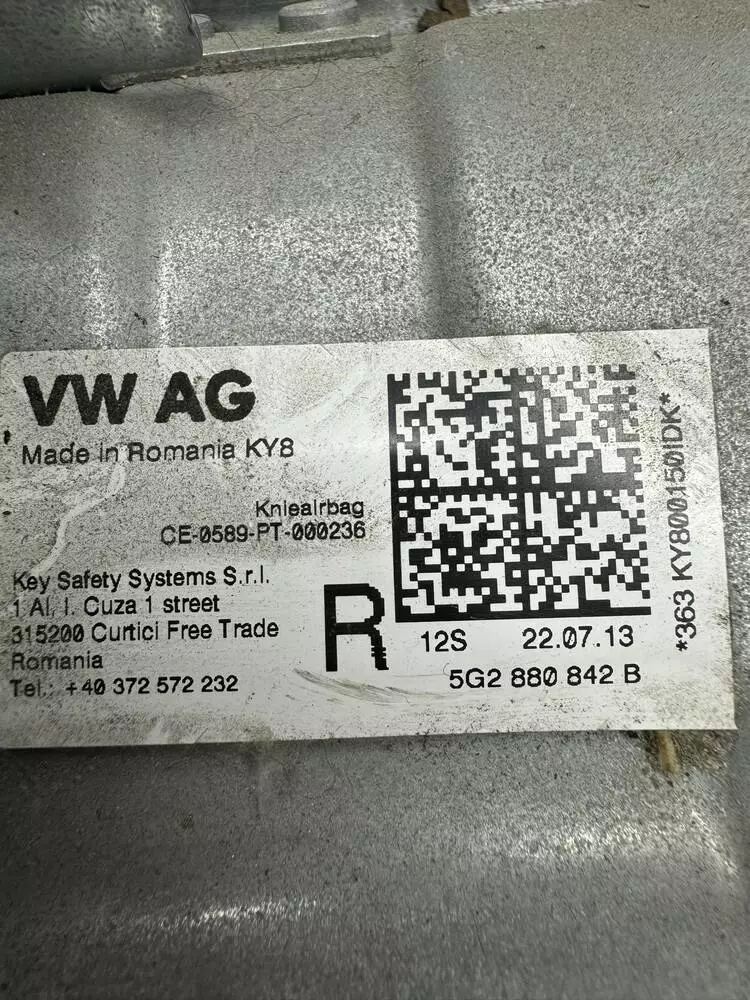 VW AG
Made in Romania KY8
Knieairbag
CE-0589-PT-000236
Key Safety Systems S.r.l.
1 Al. I. Cuza 1 street
315200 Curtici Free Trade
Romania
Tel.: +40 372 572 232
R
12S 22.07.13
5G2 880 842 B
*363 KY800150IDK*